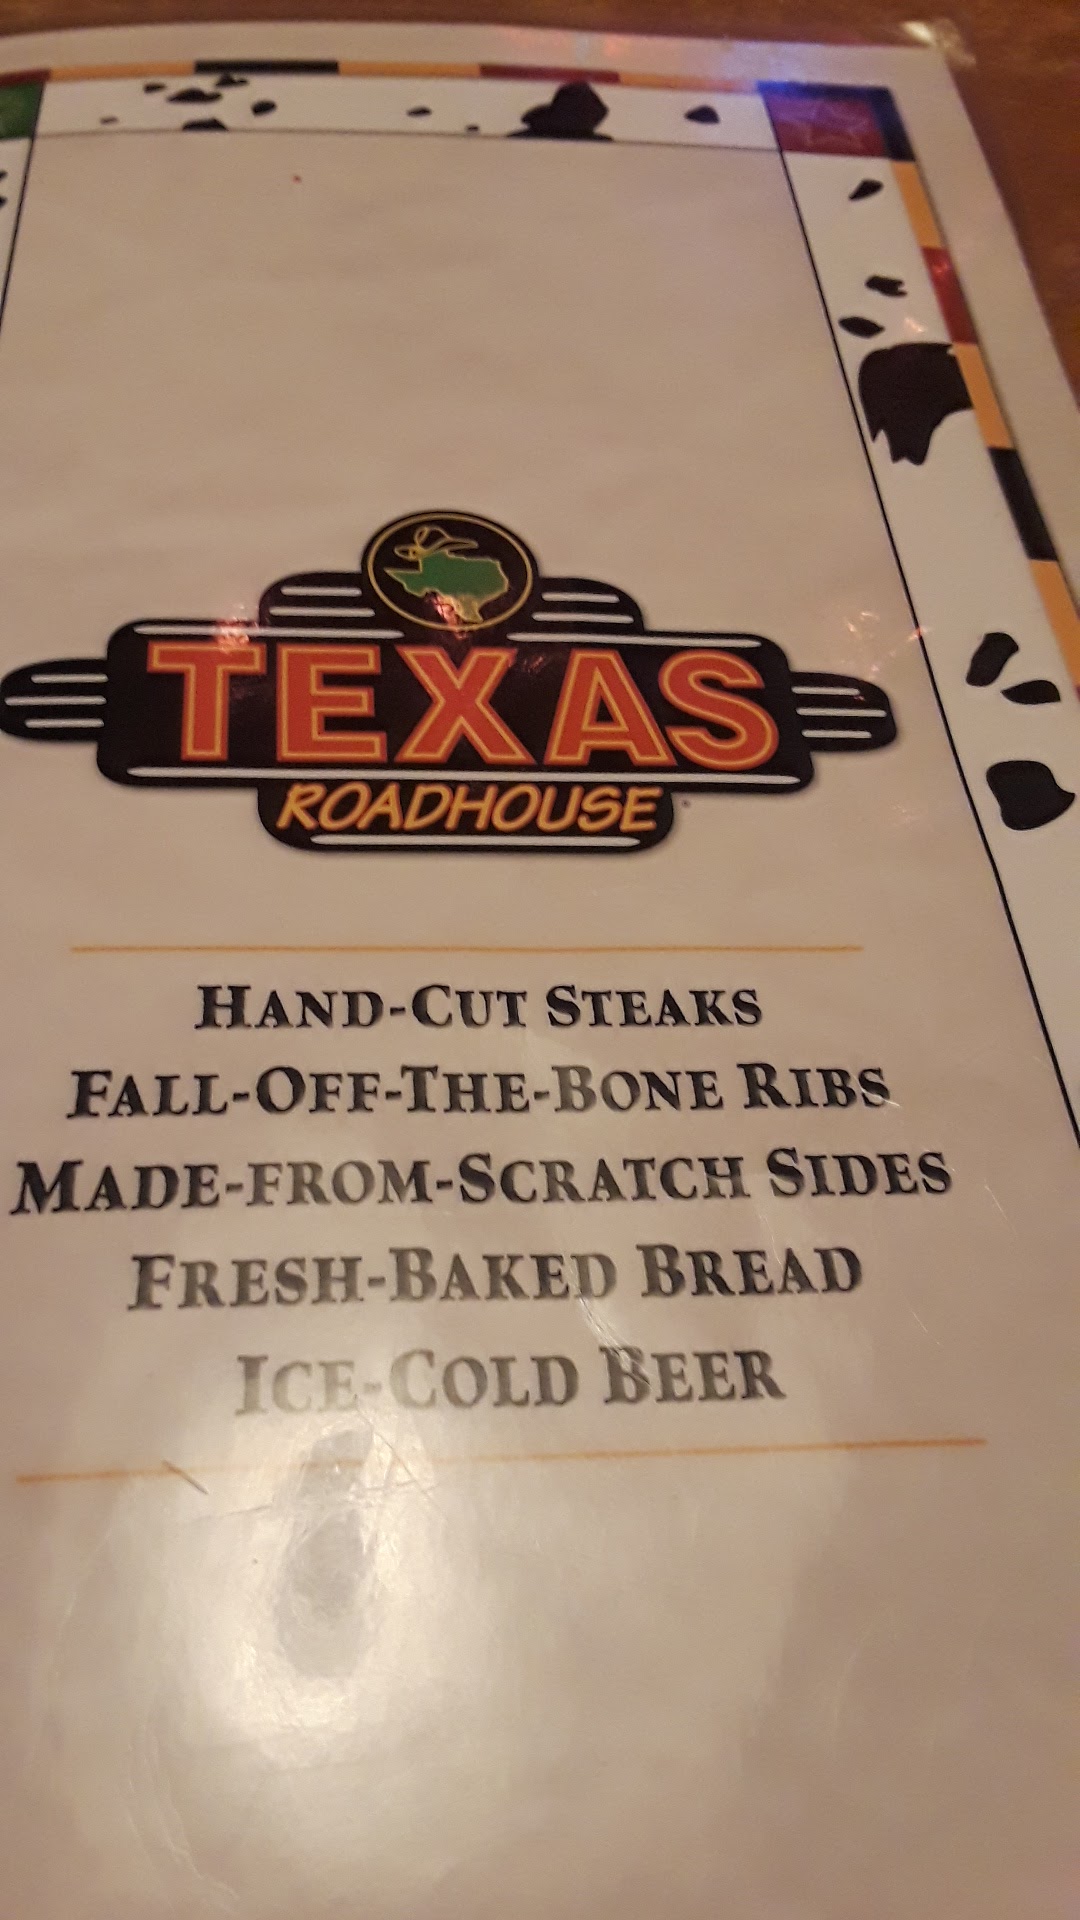 TEXAS
ROADHOUSE
HAND-CUT STEAKS
FALL-OFF-THE-BONE RIBS
MADE-FROM-SCRATCH SIDES
FRESH-BAKED BREAD
ICE-COLD BEER